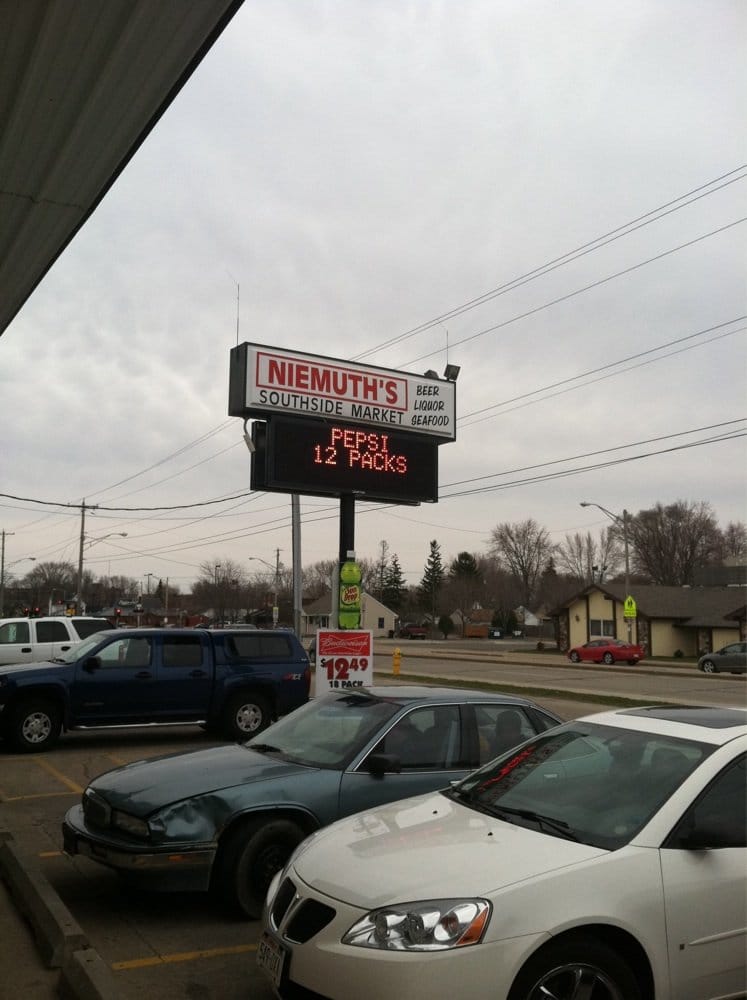 NIEMUTH'S
SOUTHSIDE MARKET
BEER
LIQUOR
SEAFOOD
PEPSI
12 PACKS
Budweiser
$12.49
18 PACK